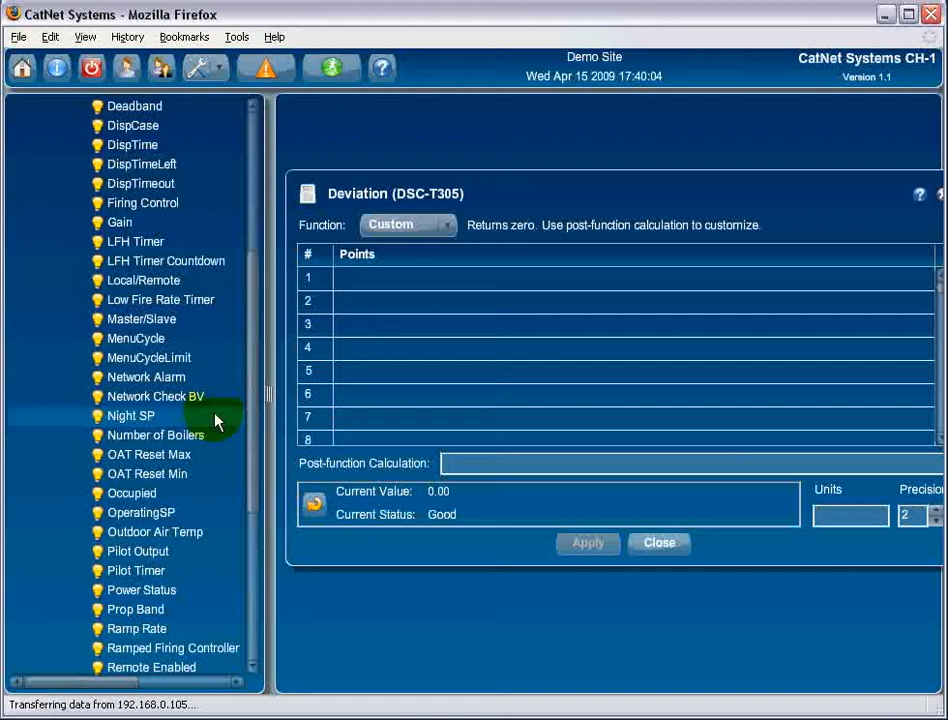 CatNet Systems - Mozilla Firefox
File Edit View History Bookmarks Tools Help
Demo Site
Wed Apr 15 2009 17:40:04
CatNet Systems CH-1
Version 1.1
Deadband
DispCase
DispTime
DispTimeLeft
DispTimeout
Firing Control
Gain
LFH Timer
LFH Timer Countdown
Local/Remote
Low Fire Rate Timer
Master/Slave
MenuCycle
MenuCycleLimit
Network Alarm
Network Check BV
Night SP
Number of Boilers
OAT Reset Max
OAT Reset Min
Occupied
OperatingSP
Outdoor Air Temp
Pilot Output
Pilot Timer
Power Status
Prop Band
Ramp Rate
Ramped Firing Controller
Remote Enabled
Deviation (DSC-T305)
Function: Custom Returns zero. Use post-function calculation to customize.
# Points
1
2
3
4
5
6
7
8
Post-function Calculation:
Current Value: 0.00
Current Status: Good
Units Precision
2
Apply Close
Transferring data from 192.168.0.105...